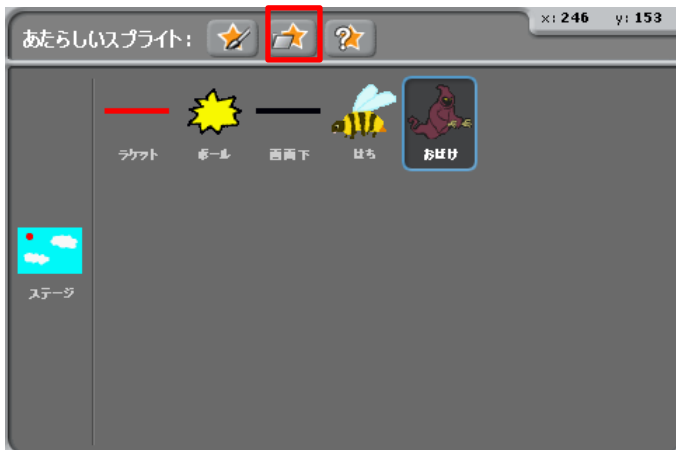 あたらしいスプライト:
x: 246 y: 153
ラケット ボール 画面下 はち おばけ
ステージ